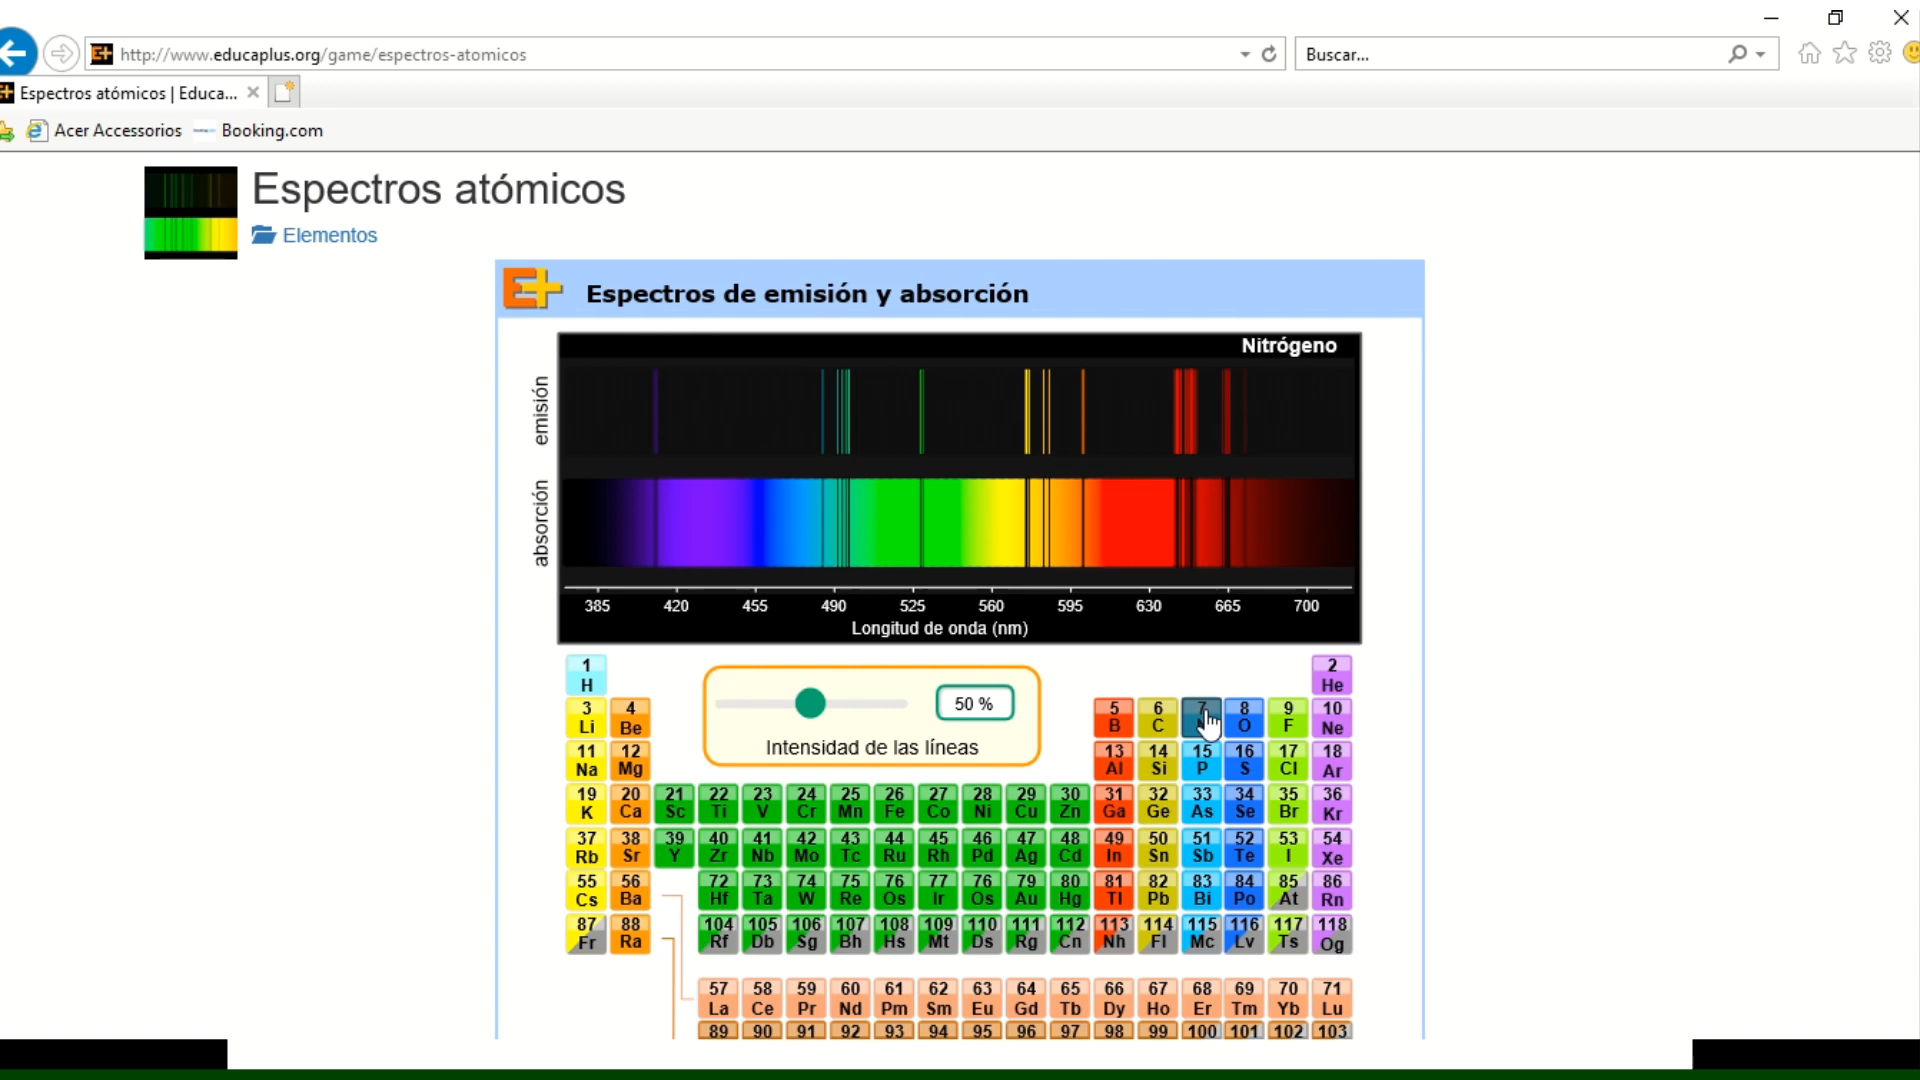 http://www.educaplus.org/game/espectros-atomicos
Buscar...
Espectros atómicos | Educa...
Acer Accessorios
Booking.com
Espectros atómicos
Elementos
E+
Espectros de emisión y absorción
Nitrógeno
emisión
absorción
385 420 455 490 525 560 595 630 665 700
Longitud de onda (nm)
1 2
H He
50 %
Intensidad de las líneas
3 4 5 6 7 8 9 10
Li Be B C O F Ne
11 12 13 14 15 16 17 18
Na Mg Al Si P S Cl Ar
19 20 21 22 23 24 25 26 27 28 29 30 31 32 33 34 35 36
K Ca Sc Ti V Cr Mn Fe Co Ni Cu Zn Ga Ge As Se Br Kr
37 38 39 40 41 42 43 44 45 46 47 48 49 50 51 52 53 54
Rb Sr Y Zr Nb Mo Tc Ru Rh Pd Ag Cd In Sn Sb Te I Xe
55 56 72 73 74 75 76 77 76 79 80 81 82 83 84 85 86
Cs Ba Hf Ta W Re Os Ir Os Au Hg Tl Pb Bi Po At Rn
87 88 104 105 106 107 108 109 110 111 112 113 114 115 116 117 118
Fr Ra Rf Db Sg Bh Hs Mt Ds Rg Cn Nh Fl Mc Lv Ts Og
57 58 59 60 61 62 63 64 65 66 67 68 69 70 71
La Ce Pr Nd Pm Sm Eu Gd Tb Dy Ho Er Tm Yb Lu
89 90 91 92 93 94 95 96 97 98 99 100 101 102 103